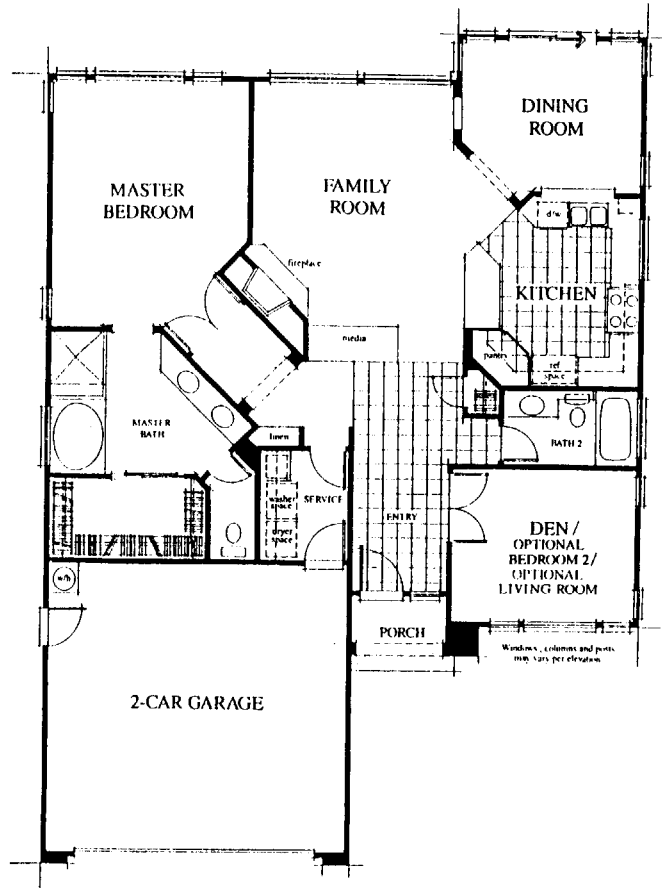 DINING
ROOM
MASTER
BEDROOM
FAMILY
ROOM
d/w
fireplace
KITCHEN
media
pantry
ref
space
MASTER
BATH
linen
BATH 2
washer
space
SERVICE
dryer
space
ENTRY
DEN /
OPTIONAL
BEDROOM 2/
OPTIONAL
LIVING ROOM
w/h
PORCH
Windows, columns and posts
may vary per elevation
2-CAR GARAGE